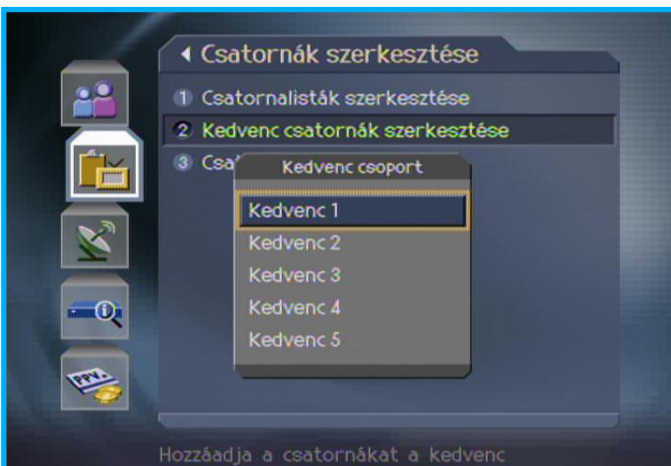 Csatornák szerkesztése
1 Csatornalisták szerkesztése
2 Kedvenc csatornák szerkesztése
3 Csa
Kedvenc csoport
Kedvenc 1
Kedvenc 2
Kedvenc 3
Kedvenc 4
Kedvenc 5
PPV.
Hozzáadja a csatornákat a kedvenc